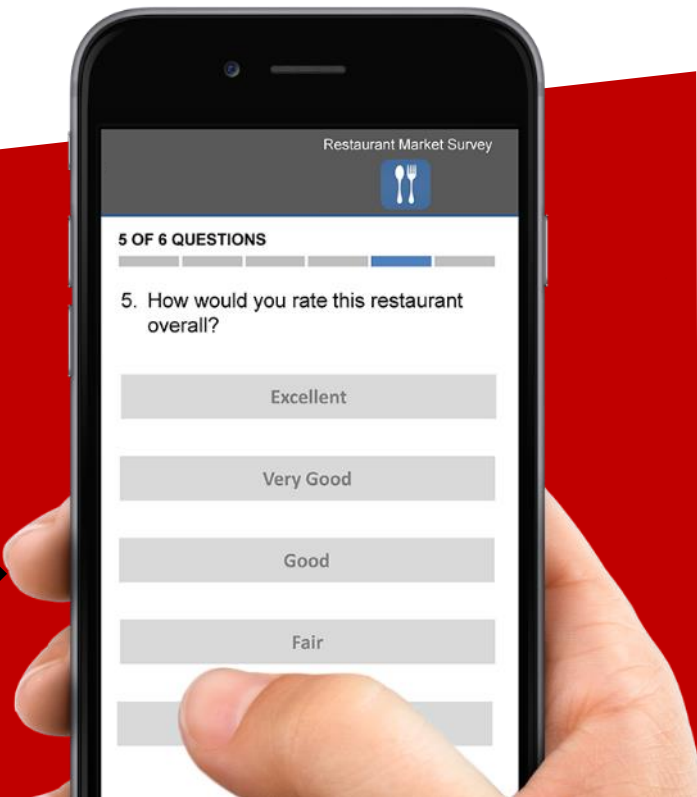 Restaurant Market Survey
5 OF 6 QUESTIONS
5. How would you rate this restaurant
overall?
Excellent
Very Good
Good
Fair